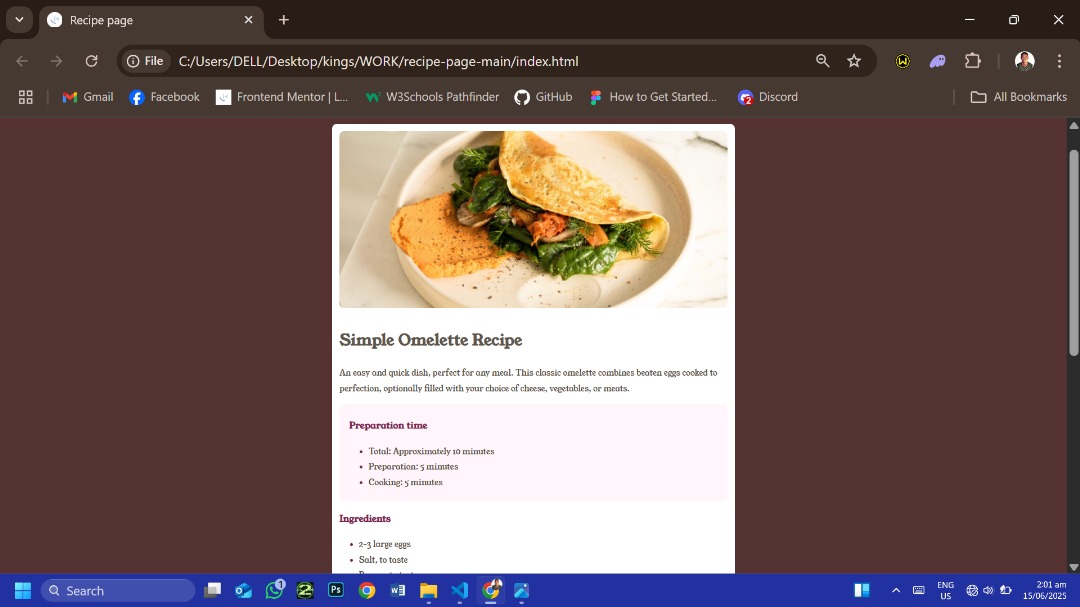 Recipe page
File
C:/Users/DELL/Desktop/kings/WORK/recipe-page-main/index.html
Gmail
Facebook
Frontend Mentor | L...
W3Schools Pathfinder
GitHub
How to Get Started...
2
Discord
All Bookmarks
Simple Omelette Recipe
An easy and quick dish, perfect for any meal. This classic omelette combines beaten eggs cooked to
perfection, optionally filled with your choice of cheese, vegetables, or meats.
Preparation time
• Total: Approximately 10 minutes
• Preparation: 5 minutes
• Cooking: 5 minutes
Ingredients
• 2-3 large eggs
• Salt, to taste
Search
1
Ps
ENG
US
2:01 am
15/06/2025